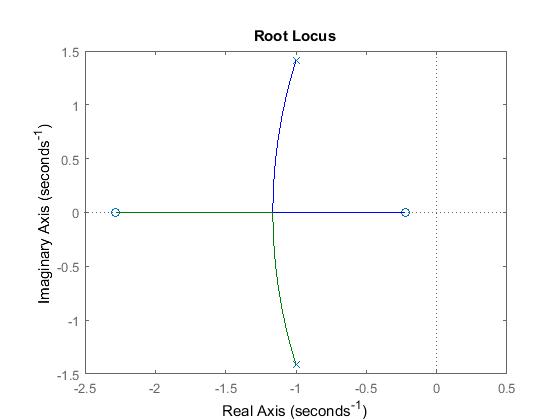 Root Locus
Imaginary Axis (seconds⁻¹)
1.5
1
0.5
0
-0.5
-1
-1.5
-2.5 -2 -1.5 -1 -0.5 0 0.5
Real Axis (seconds⁻¹)